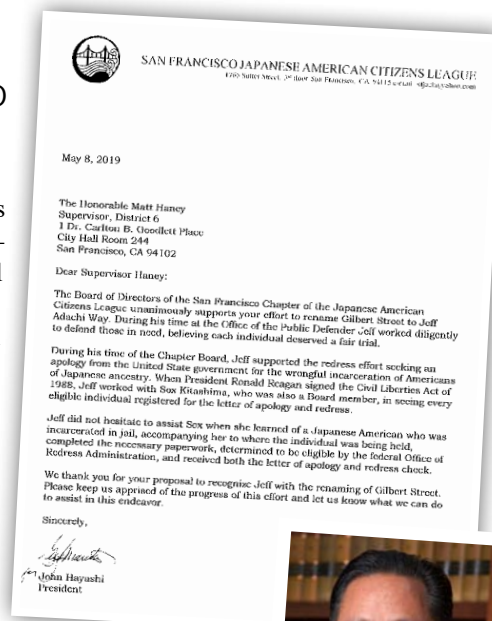 SAN FRANCISCO JAPANESE AMERICAN CITIZENS LEAGUE
Sutter Street, floor San Francisco, CA 94115
May 8, 2019
The Honorable Matt Haney
Supervisor, District 6
1 Dr. Carlton B. Goodlett Place
City Hall Room 244
San Francisco, CA 94102
Dear Supervisor Haney:
The Board of Directors of the San Francisco Chapter of the Japanese American
Citizens League unanimously supports your effort to rename Gilbert Street to Jeff
Adachi Way. During his time at the Office of the Public Defender Jeff worked diligently
to defend those in need, believing each individual deserved a fair trial.
During his time of the Chapter Board, Jeff supported the redress effort seeking an
apology from the United State government for the wrongful incarceration of Americans
of Japanese ancestry. When President Ronald Reagan signed the Civil Liberties Act of
1988, Jeff worked with Sox Kitashima, who was also a Board member, in seeing every
eligible individual registered for the letter of apology and redress.
Jeff did not hesitate to assist Sox when she learned of a Japanese American who was
incarcerated in jail, accompanying her to where the individual was being held,
completed the necessary paperwork, determined to be eligible by the federal Office of
Redress Administration, and received both the letter of apology and redress check.
We thank you for your proposal to recognize Jeff with the renaming of Gilbert Street.
Please keep us apprised of the progress of this effort and let us know what we can do
to assist in this endeavor.
Sincerely,
for
John Hayashi
President